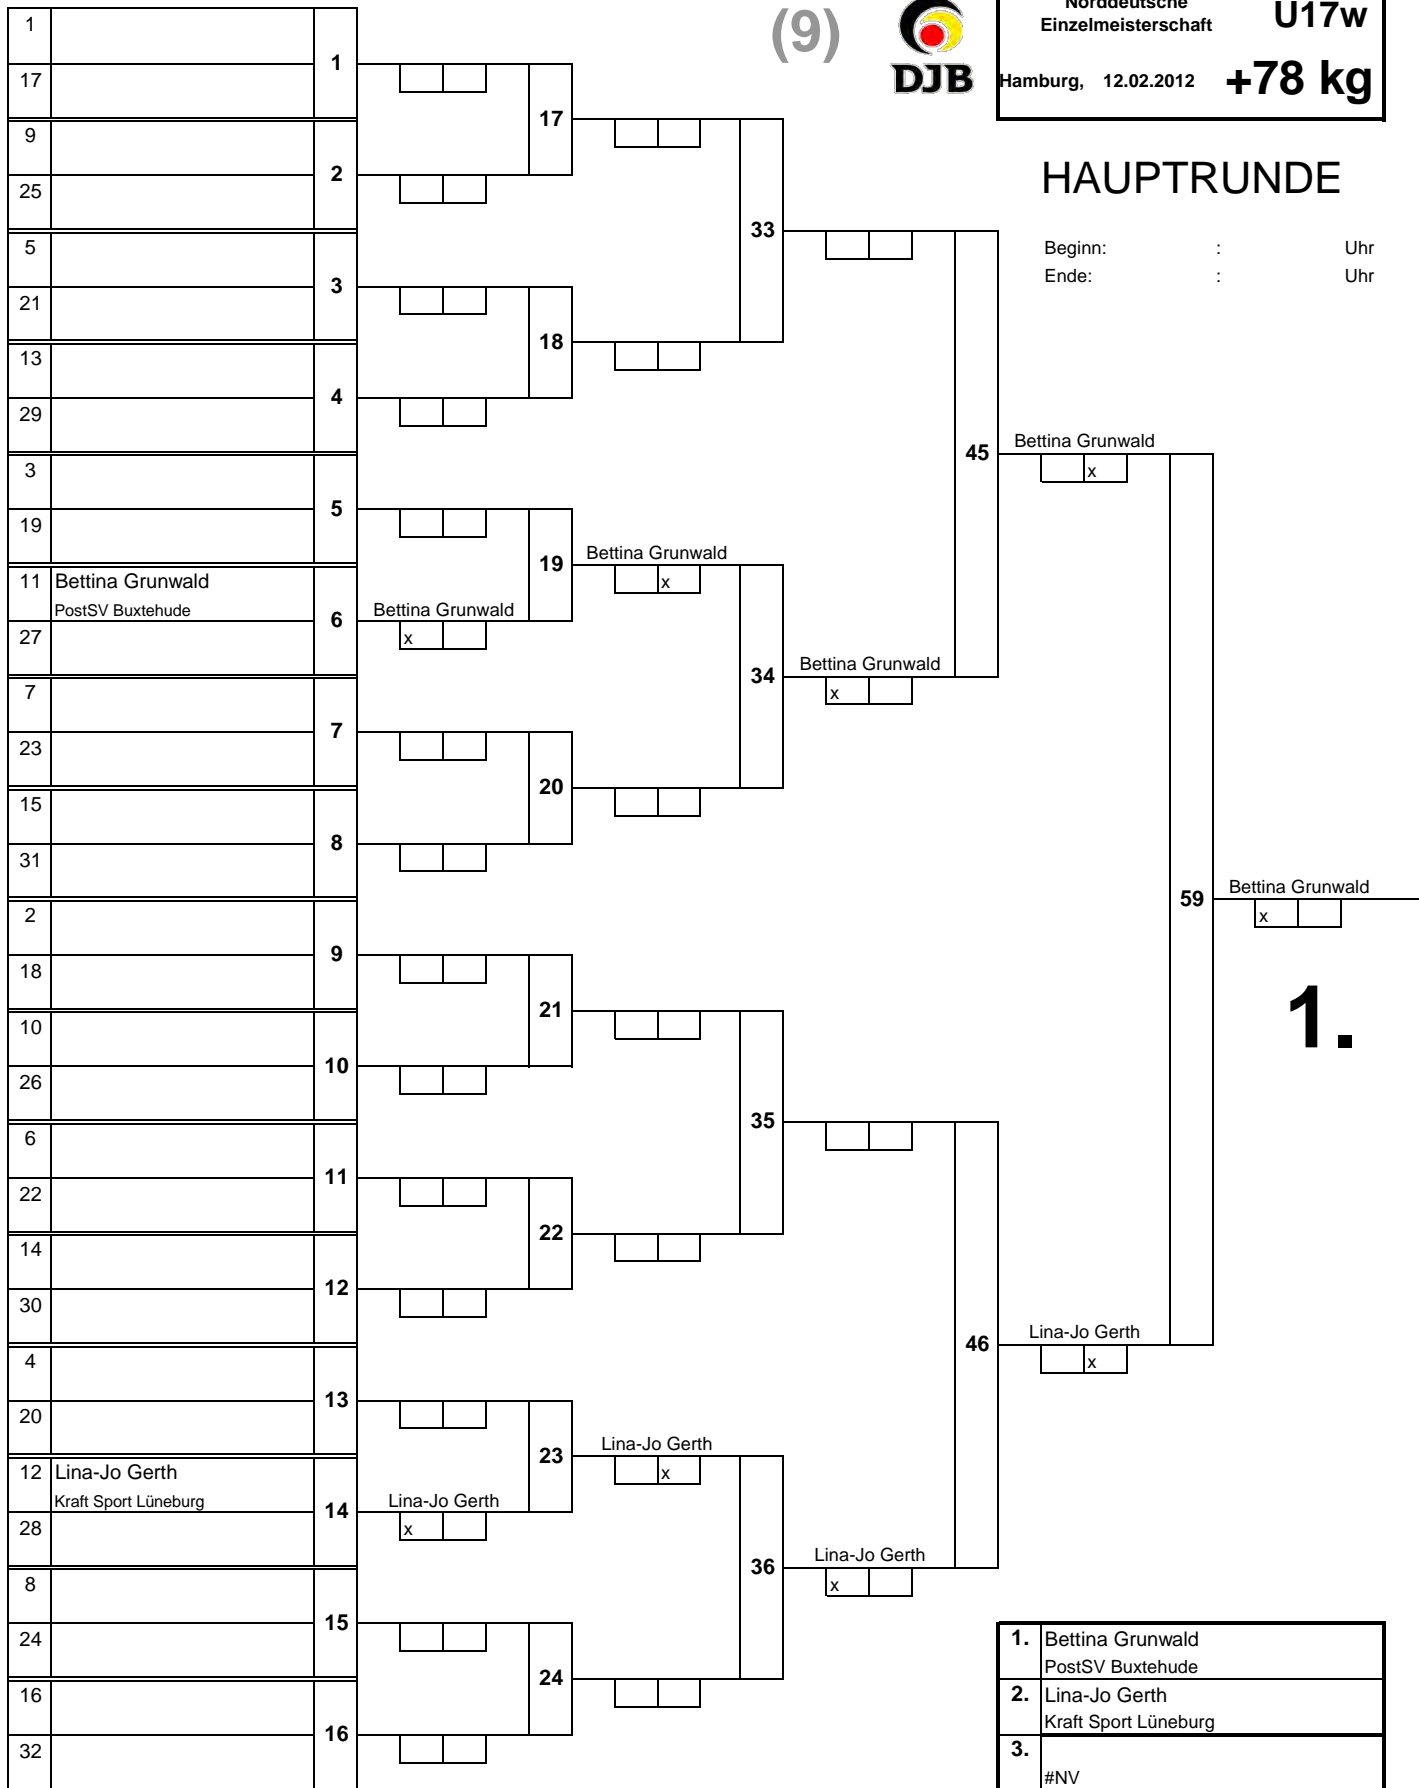 (9)
DJB
Norddeutsche
Einzelmeisterschaft
U17w
Hamburg, 12.02.2012 +78 kg
HAUPTRUNDE
Beginn: : Uhr
Ende: : Uhr
1
17
1
9
25
2
17
5
21
3
13
29
4
18
33
3
19
5
11 Bettina Grunwald
PostSV Buxtehude
27
6
Bettina Grunwald
x
19
Bettina Grunwald
x
7
23
7
15
31
8
20
34
Bettina Grunwald
x
45
Bettina Grunwald
x
2
18
9
10
26
10
21
6
22
11
14
30
12
22
35
4
20
13
12 Lina-Jo Gerth
Kraft Sport Lüneburg
28
14
Lina-Jo Gerth
x
23
Lina-Jo Gerth
x
8
24
15
16
32
16
24
36
Lina-Jo Gerth
x
46
Lina-Jo Gerth
x
59
Bettina Grunwald
x
1.
1. Bettina Grunwald
PostSV Buxtehude
2. Lina-Jo Gerth
Kraft Sport Lüneburg
3.
#NV